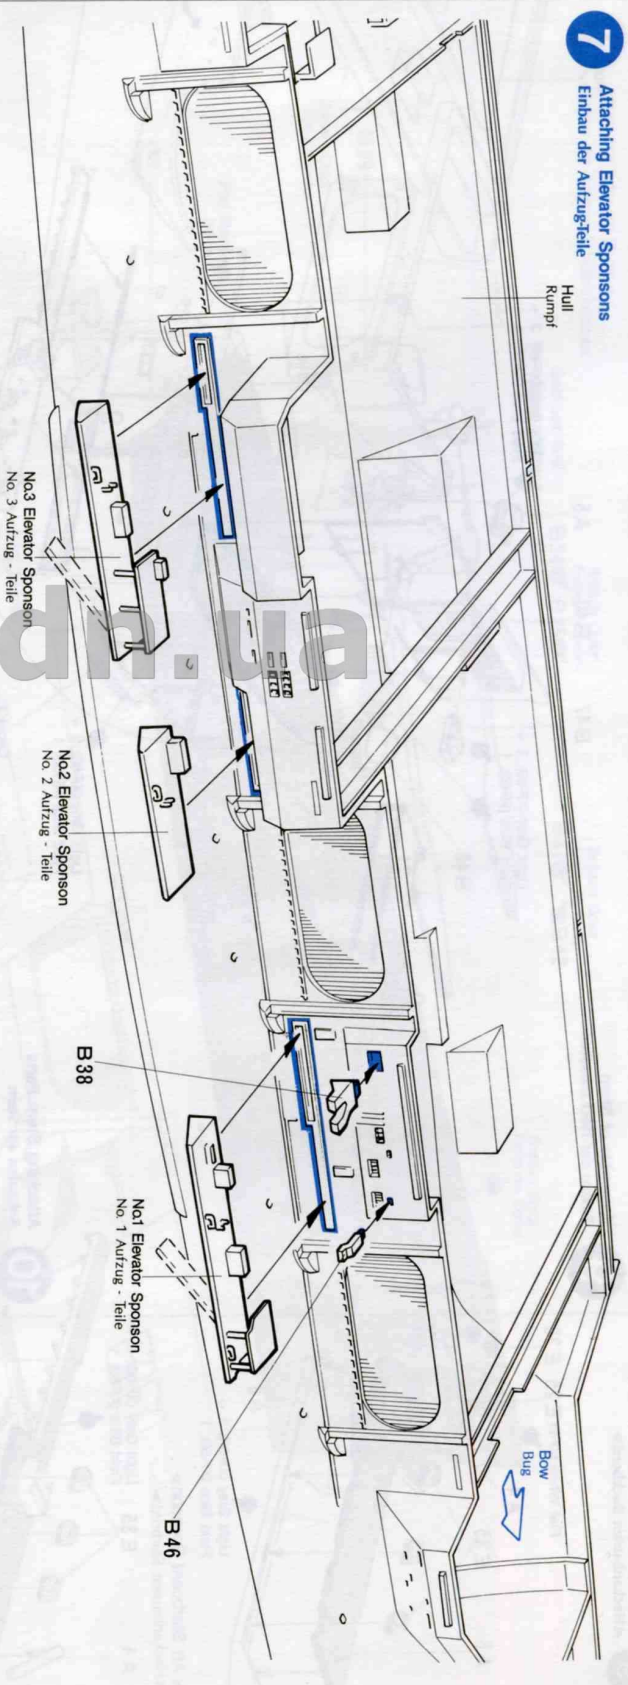 7
Attaching Elevator Sponsons
Einbau der Aufzug-Teile
Hull
Rumpf
No.3 Elevator Sponson
No. 3 Aufzug - Teile
No.2 Elevator Sponson
No. 2 Aufzug - Teile
B38
No.1 Elevator Sponson
No. 1 Aufzug - Teile
B46
Bow
Bug
dn.ua